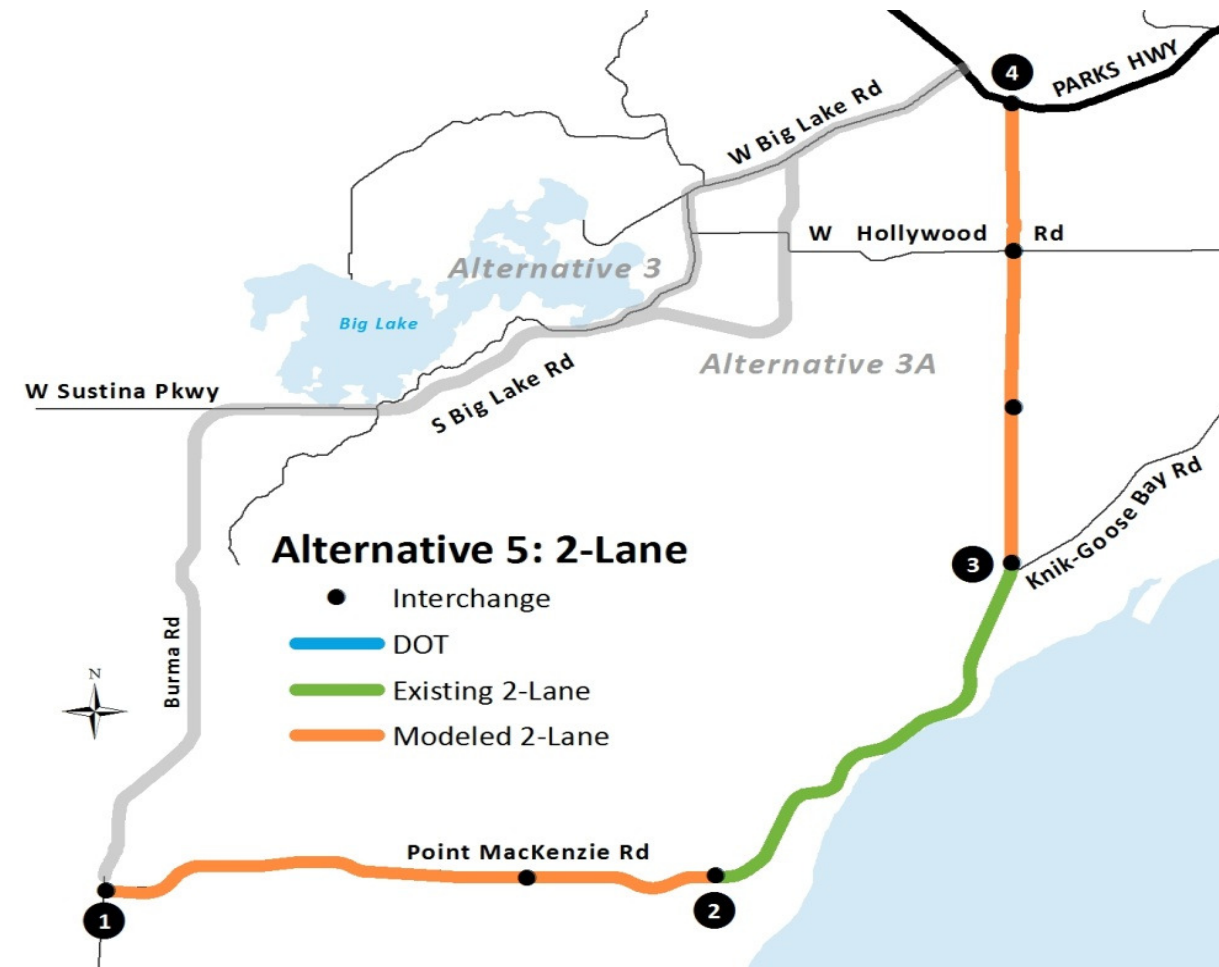 4
PARKS HWY
W Big Lake Rd
W Hollywood Rd
Alternative 3
Big Lake
Alternative 3A
W Sustina Pkwy
S Big Lake Rd
Knik-Goose Bay Rd
3
Alternative 5: 2-Lane
Interchange
DOT
Existing 2-Lane
Modeled 2-Lane
Burma Rd
N
Point MacKenzie Rd
1
2